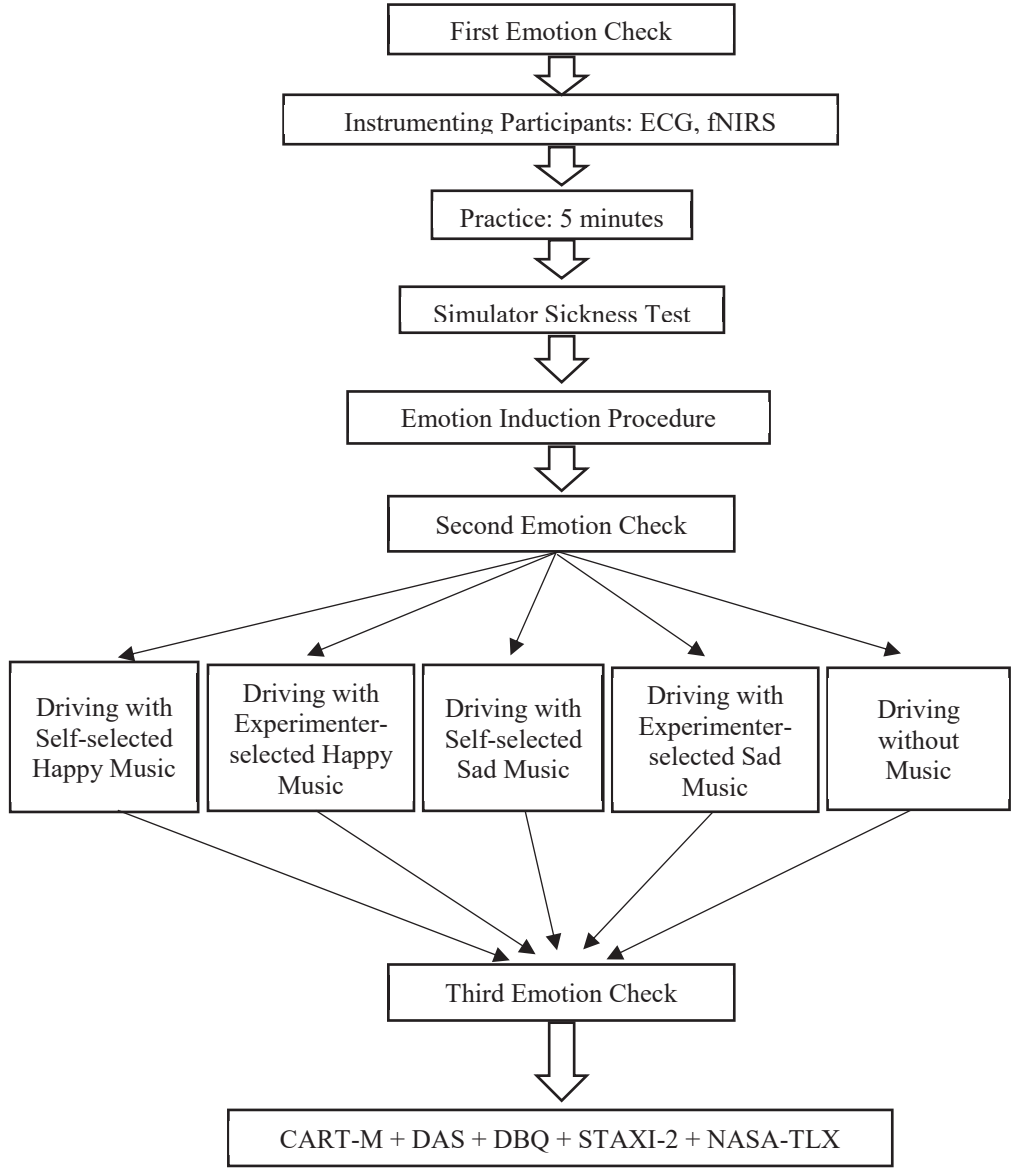 First Emotion Check
Instrumenting Participants: ECG, fNIRS
Practice: 5 minutes
Simulator Sickness Test
Emotion Induction Procedure
Second Emotion Check
Driving with
Self-selected
Happy Music
Driving with
Experimenter-
selected Happy
Music
Driving with
Self-selected
Sad Music
Driving with
Experimenter-
selected Sad
Music
Driving
without
Music
Third Emotion Check
CART-M + DAS + DBQ + STAXI-2 + NASA-TLX